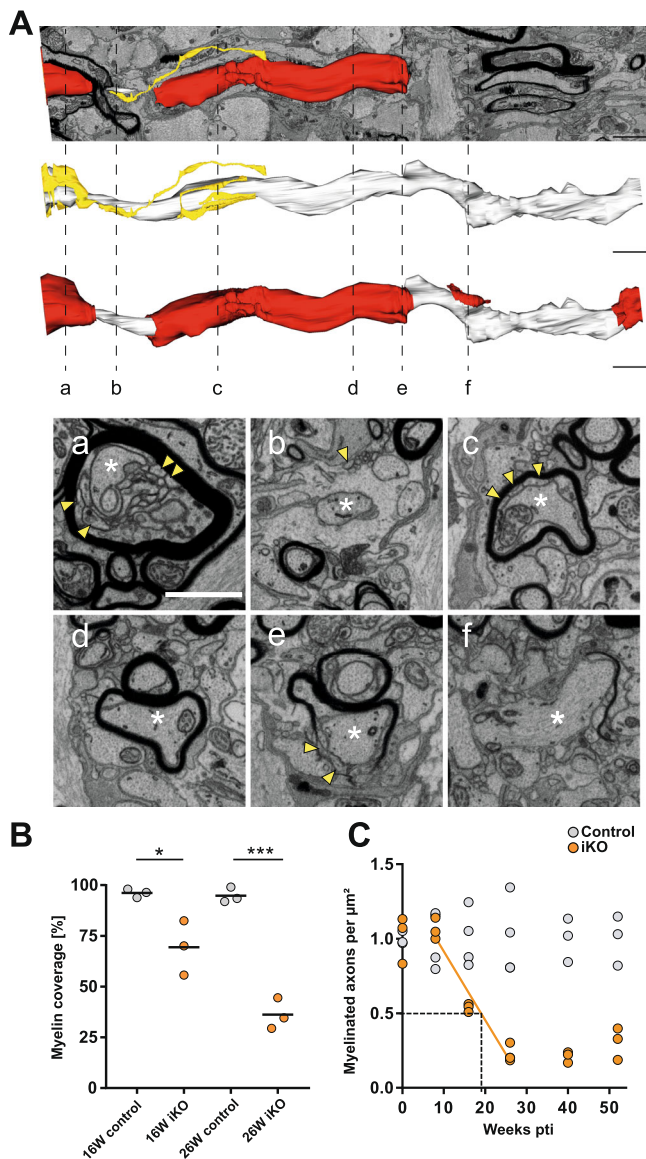 A
a b c d e f
a b c
d e f
B
* ***
Myelin coverage [%]
100
75
50
25
0
16W control 16W iKO 26W control 26W iKO
C
Control
iKO
Myelinated axons per µm²
1.5
1.0
0.5
0.0
0 10 20 30 40 50
Weeks pti